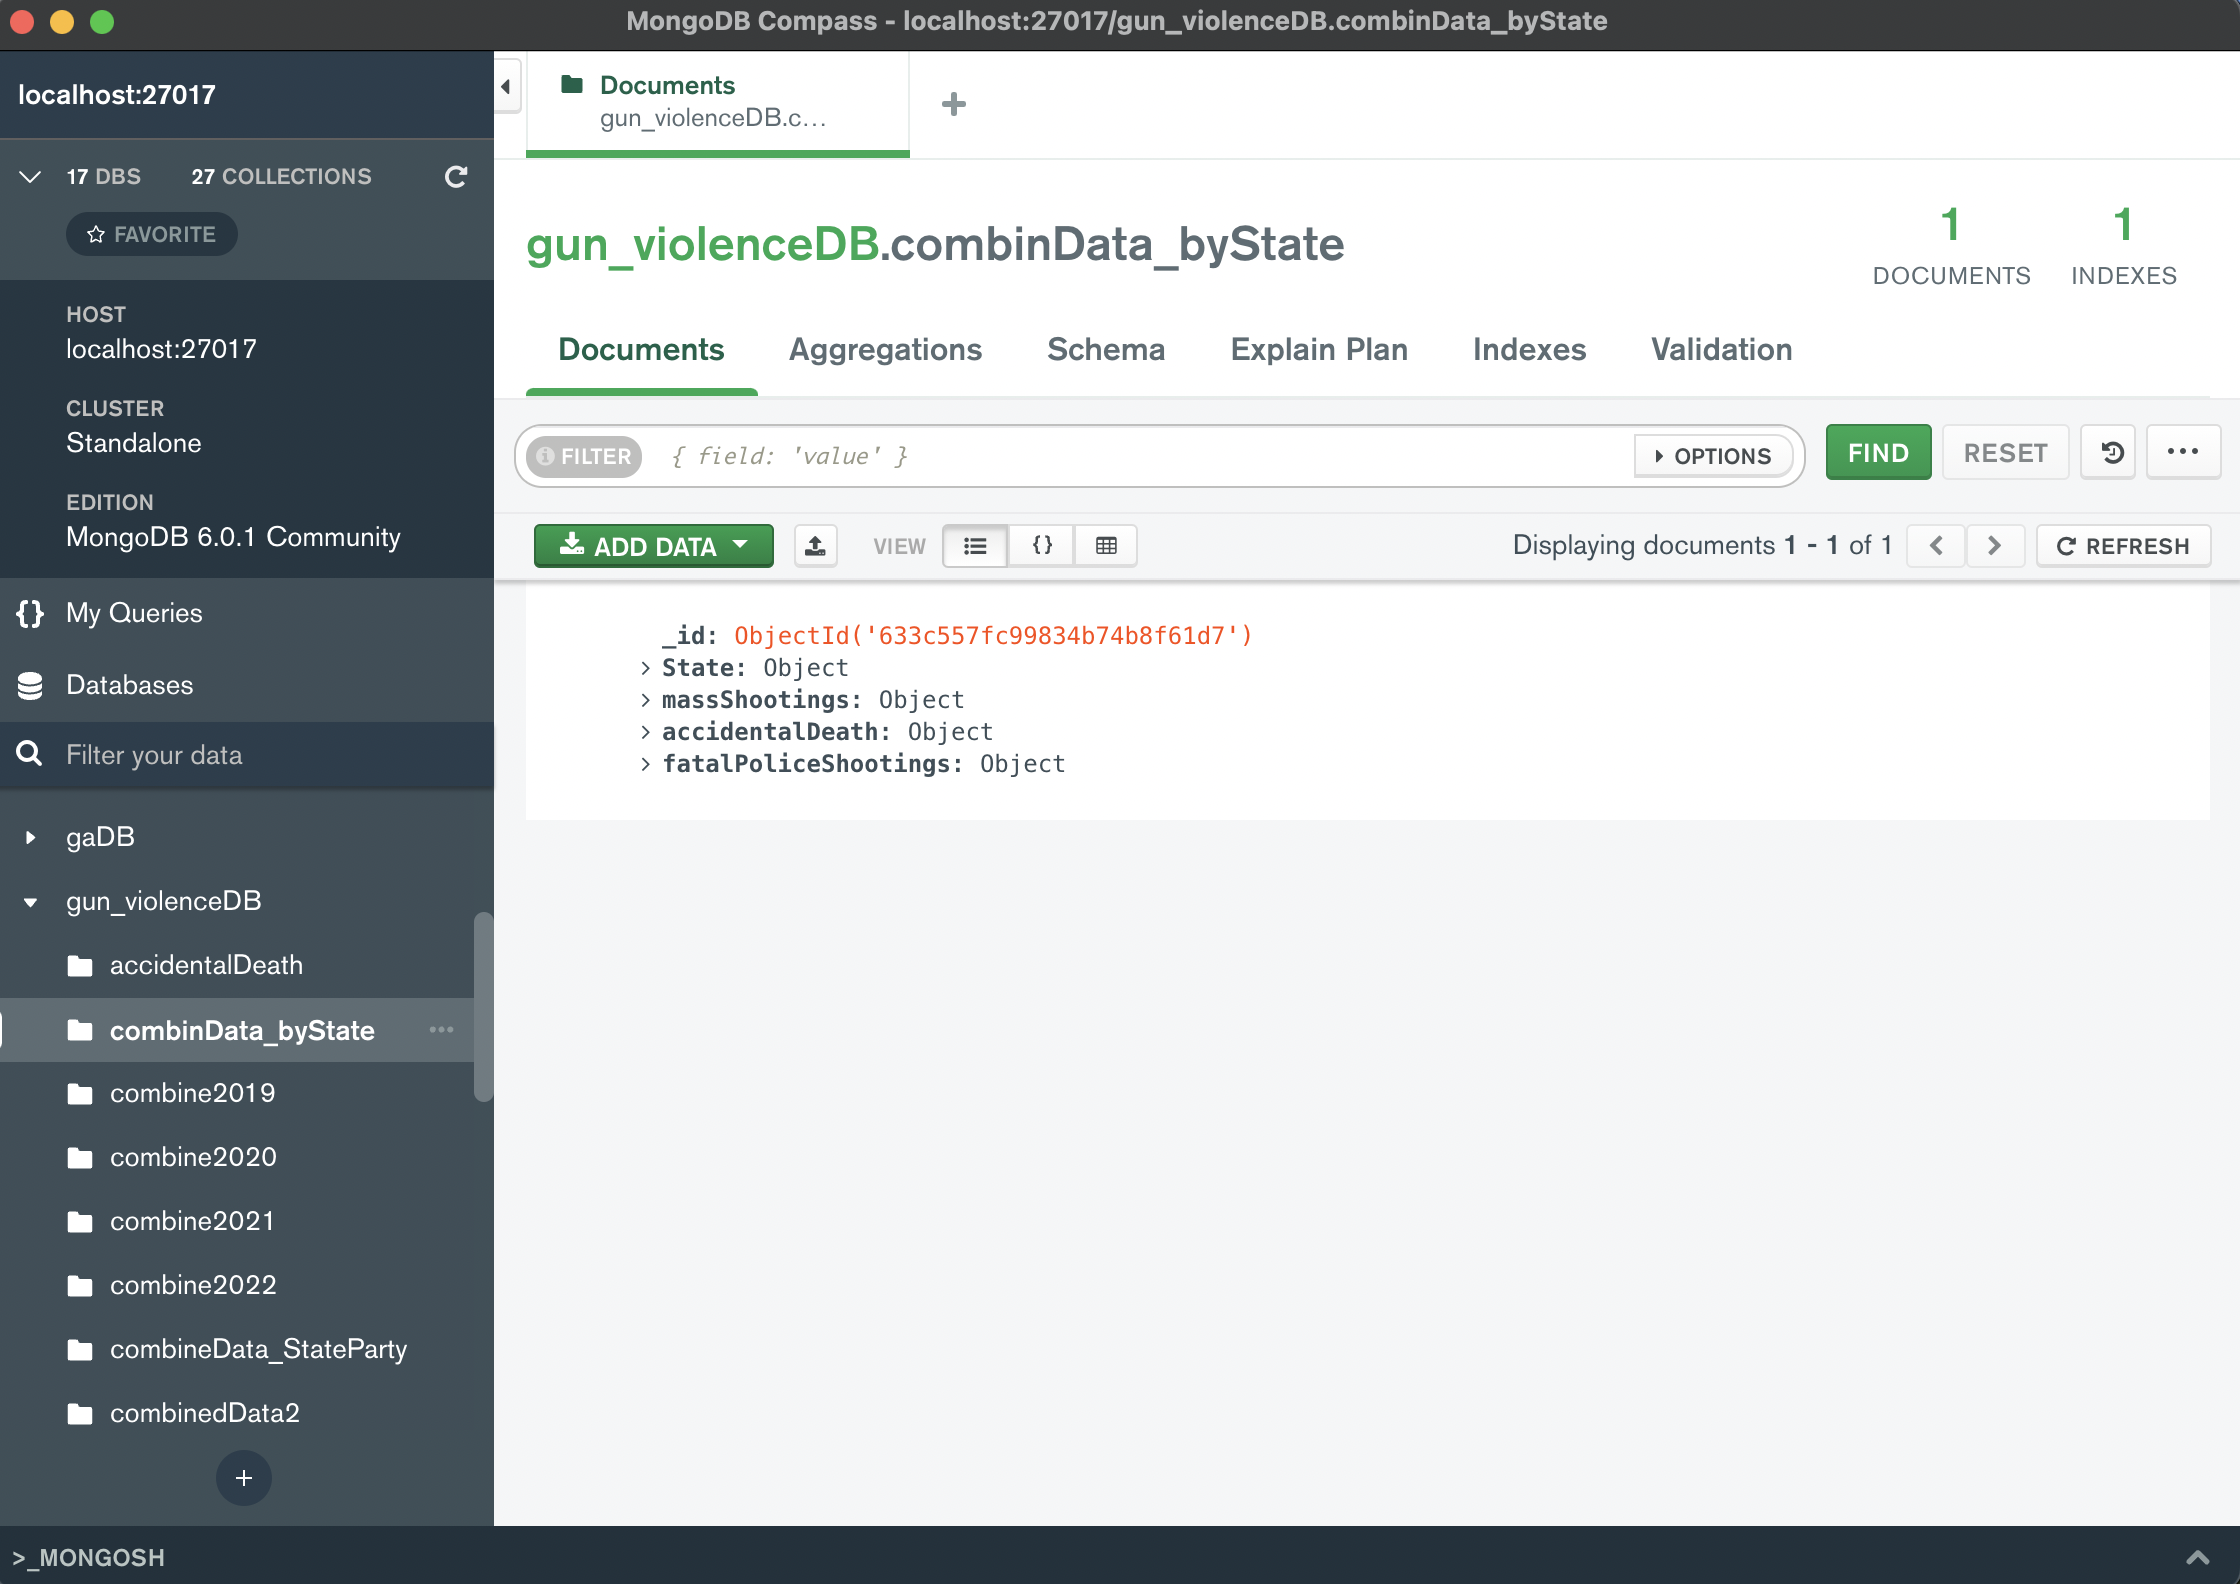 MongoDB Compass - localhost:27017/gun_violenceDB.combinData_byState
localhost:27017
17 DBS 27 COLLECTIONS
FAVORITE
HOST
localhost:27017
CLUSTER
Standalone
EDITION
MongoDB 6.0.1 Community
{} My Queries
Databases
Filter your data
gaDB
gun_violenceDB
accidentalDeath
combinData_byState ...
combine2019
combine2020
combine2021
combine2022
combineData_StateParty
combinedData2
+
Documents
gun_violenceDB.c...
+
gun_violenceDB.combinData_byState
1 DOCUMENTS
1 INDEXES
Documents Aggregations Schema Explain Plan Indexes Validation
FILTER { field: 'value' } OPTIONS FIND RESET ...
ADD DATA VIEW {} Displaying documents 1 - 1 of 1 < > REFRESH
_id: ObjectId('633c557fc99834b74b8f61d7')
> State: Object
> massShootings: Object
> accidentalDeath: Object
> fatalPoliceShootings: Object
>_MONGOSH